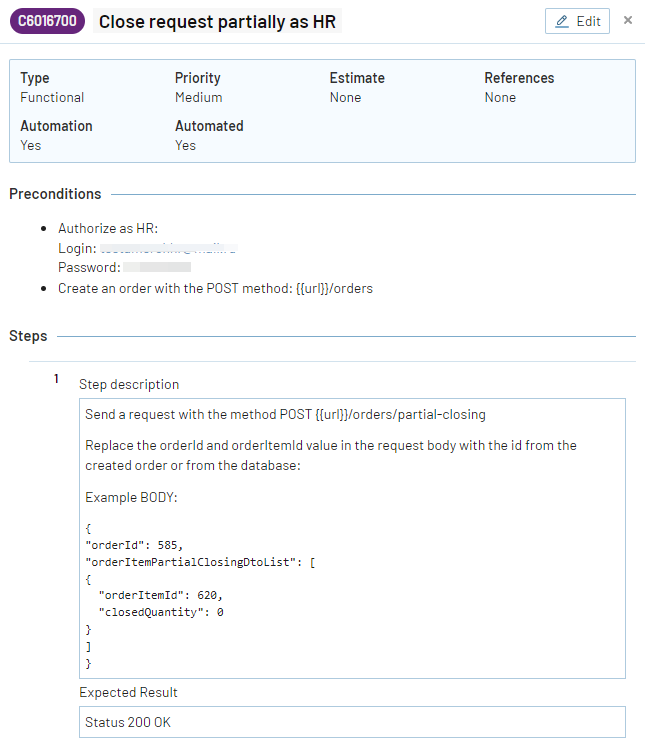 C6016700 Close request partially as HR Edit ×
Type Priority Estimate References
Functional Medium None None
Automation Automated
Yes Yes
Preconditions
• Authorize as HR:
Login:
Password:
• Create an order with the POST method: {{url}}/orders
Steps
1 Step description
Send a request with the method POST {{url}}/orders/partial-closing
Replace the orderId and orderItemId value in the request body with the id from the
created order or from the database:
Example BODY:
{
"orderId": 585,
"orderItemPartialClosingDtoList": [
{
"orderItemId": 620,
"closedQuantity": 0
}
]
}
Expected Result
Status 200 OK